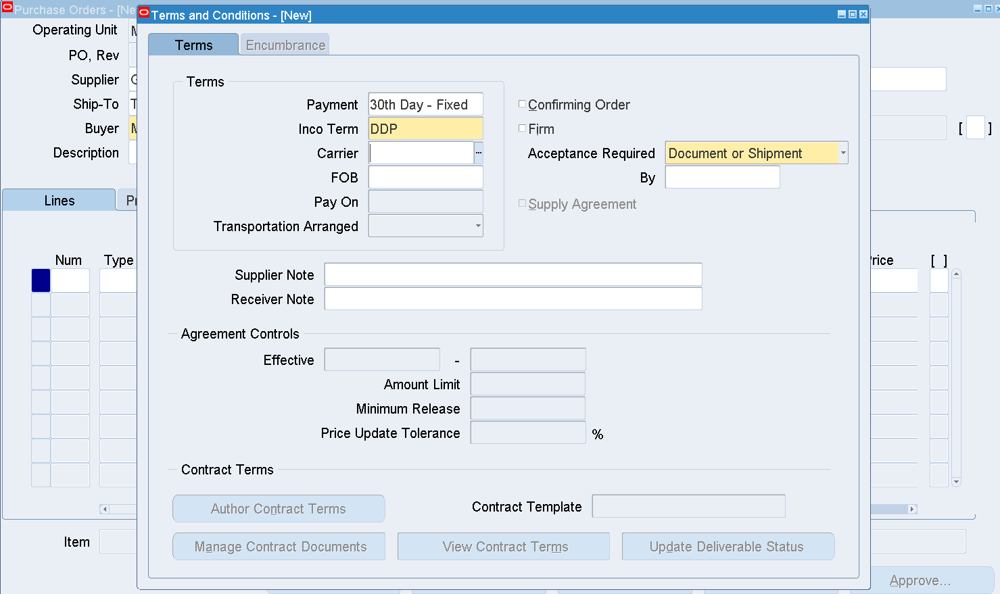 Purchase Orders - [Ne
Terms and Conditions - [New]
Operating Unit
PO, Rev
Supplier
Ship-To T
Buyer
Description
[ ]
Terms Encumbrance
Terms
Payment 30th Day - Fixed
Inco Term DDP
Carrier ...
FOB
Pay On
Transportation Arranged
Confirming Order
Firm
Acceptance Required Document or Shipment
By
Supply Agreement
Lines
Num Type
rice [ ]
Supplier Note
Receiver Note
Agreement Controls
Effective -
Amount Limit
Minimum Release
Price Update Tolerance %
Contract Terms
Author Contract Terms Contract Template
Manage Contract Documents View Contract Terms Update Deliverable Status
Item
Approve...